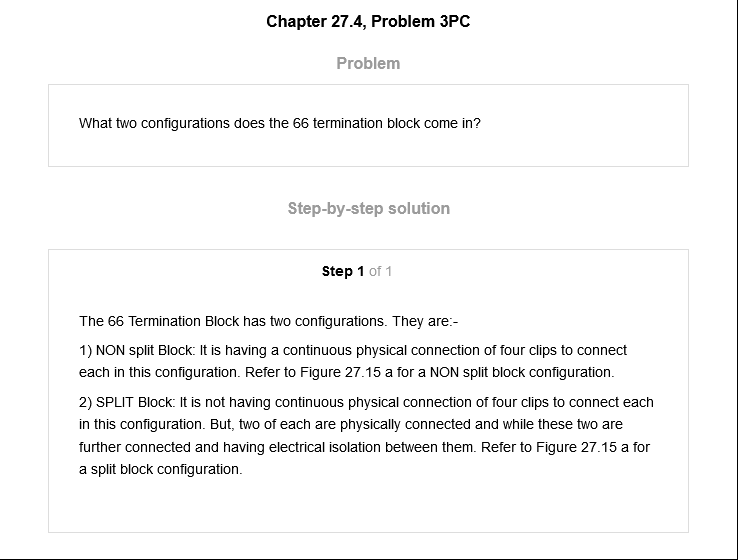 Chapter 27.4, Problem 3PC
Problem
What two configurations does the 66 termination block come in?
Step-by-step solution
Step 1 of 1
The 66 Termination Block has two configurations. They are:-
1) NON split Block: It is having a continuous physical connection of four clips to connect
each in this configuration. Refer to Figure 27.15 a for a NON split block configuration.
2) SPLIT Block: It is not having continuous physical connection of four clips to connect each
in this configuration. But, two of each are physically connected and while these two are
further connected and having electrical isolation between them. Refer to Figure 27.15 a for
a split block configuration.